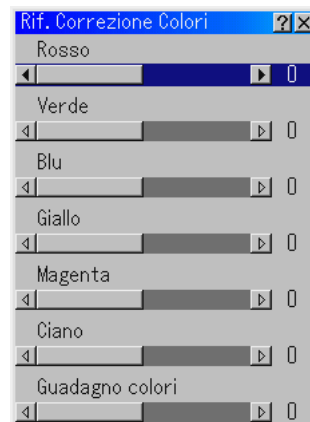 Rif. Correzione Colori ? ×
Rosso
0
Verde
0
Blu
0
Giallo
0
Magenta
0
Ciano
0
Guadagno colori
0